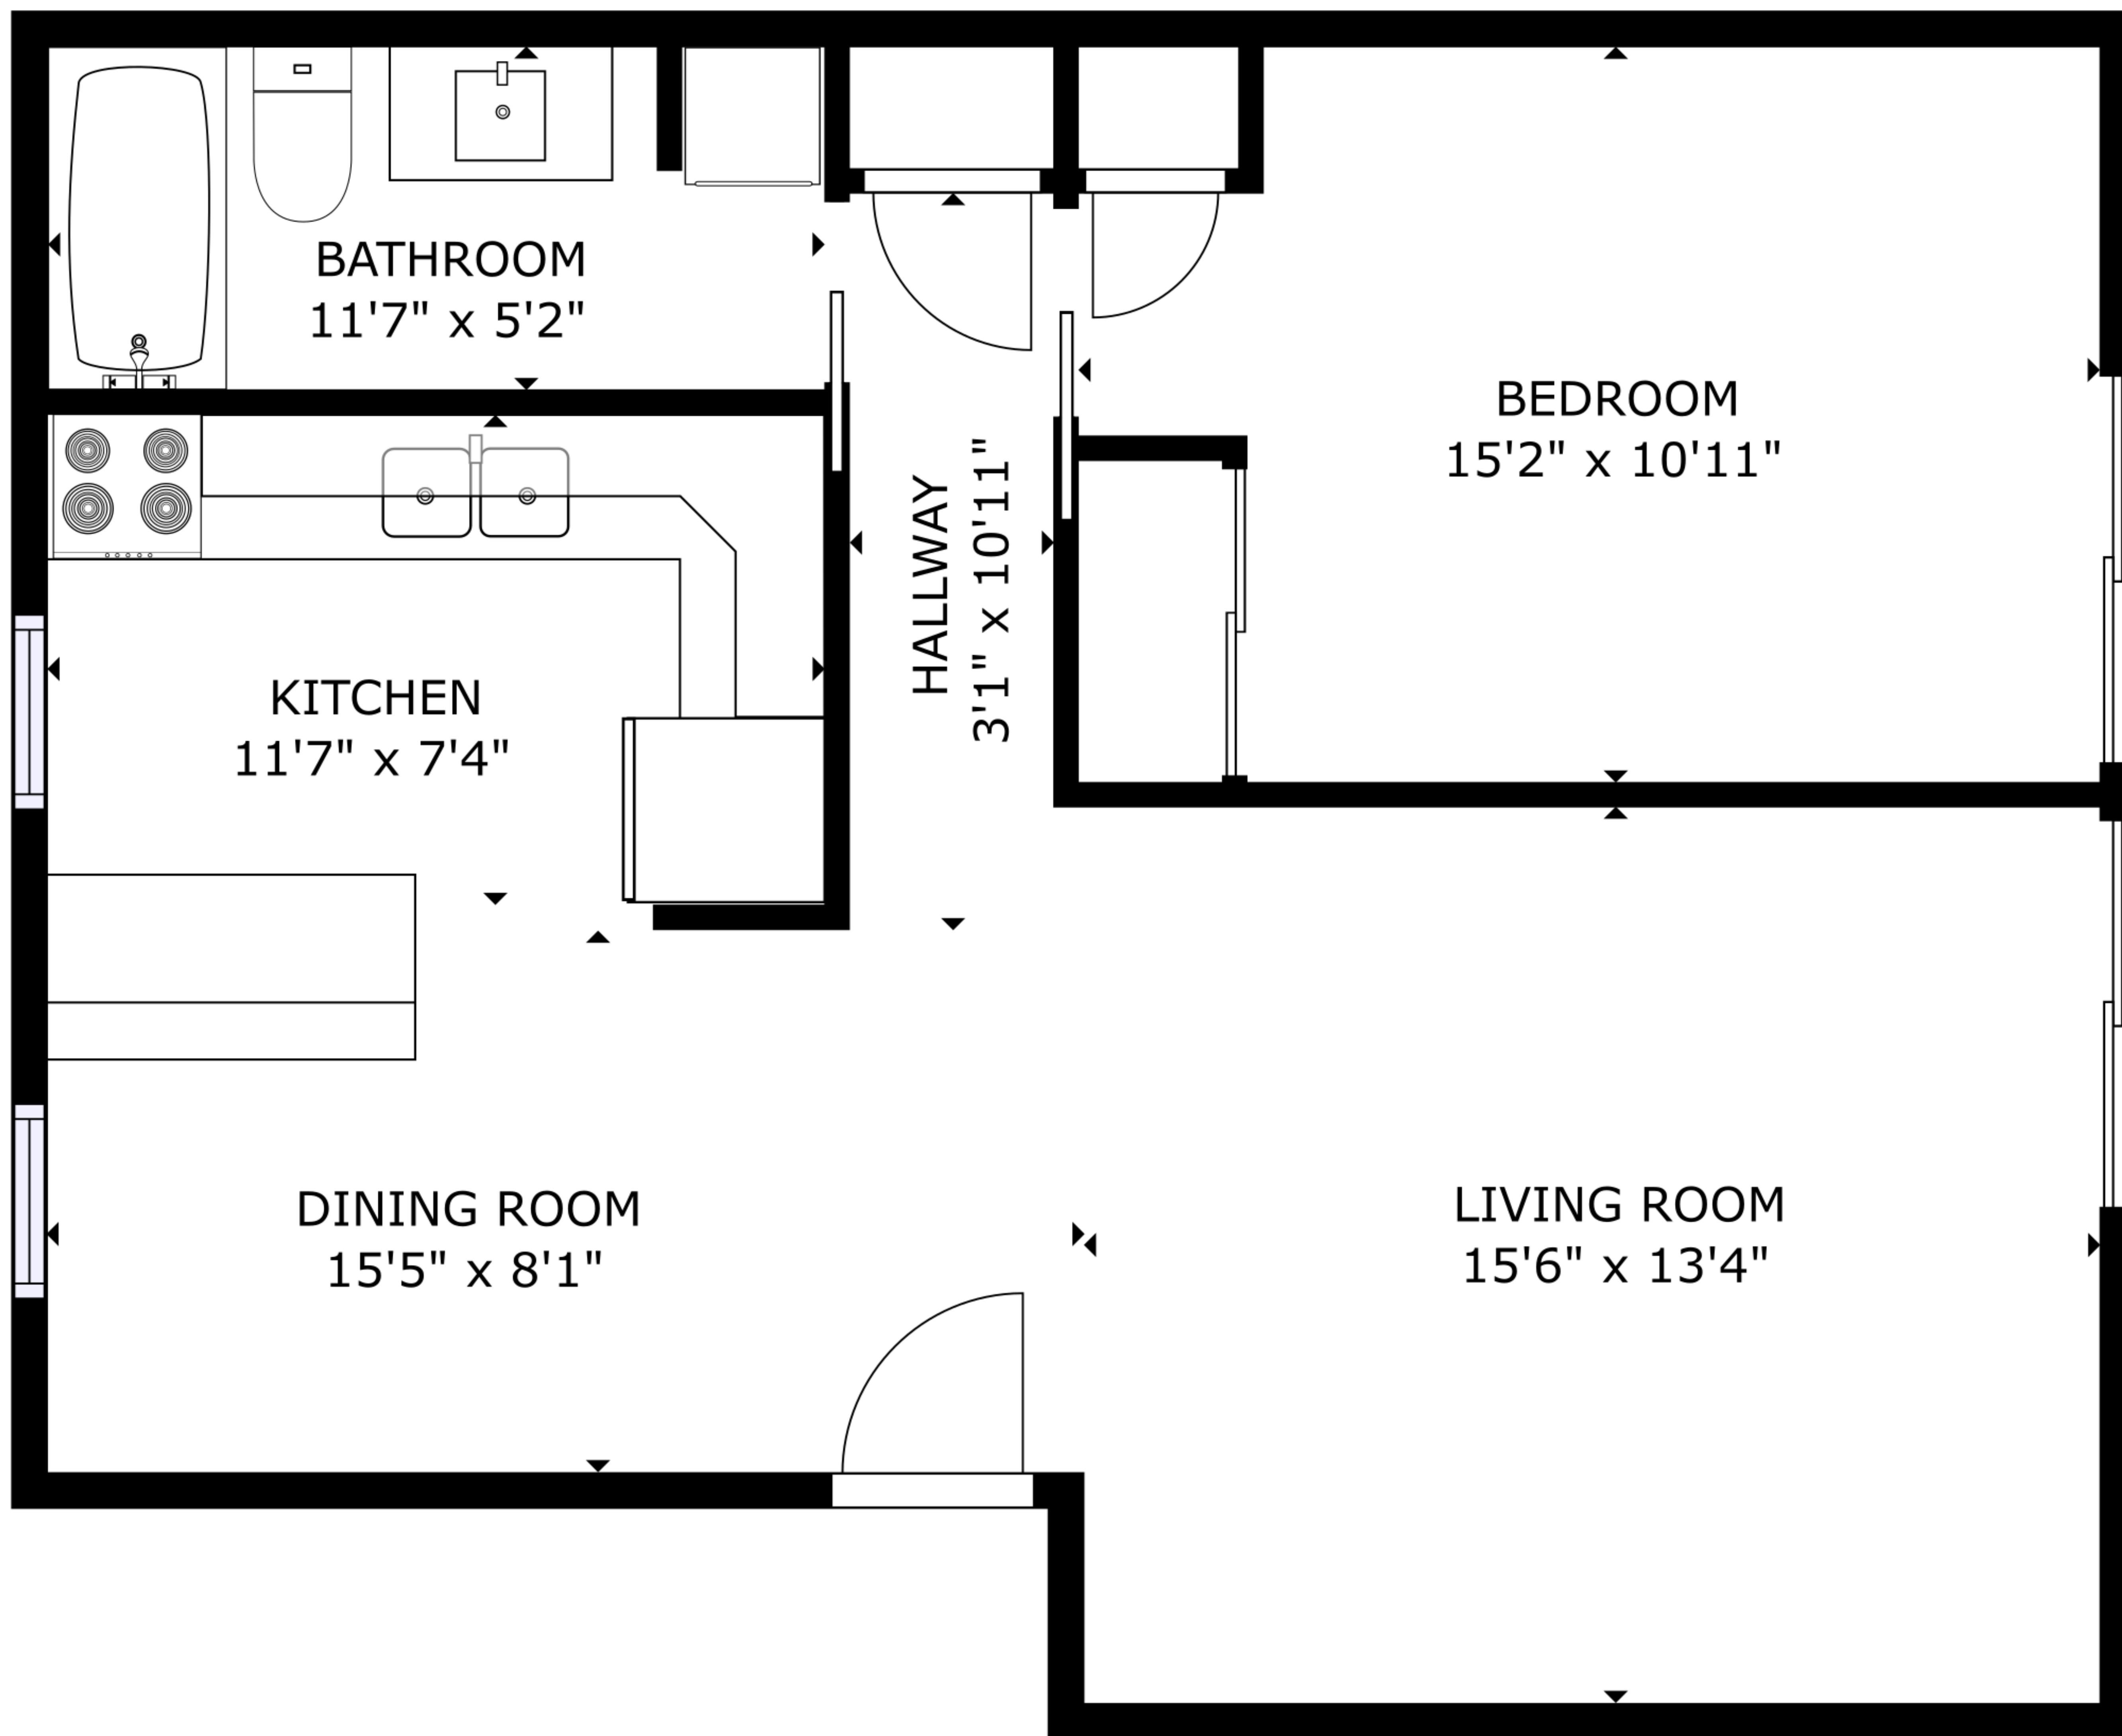 BATHROOM
11'7" x 5'2"
BEDROOM
15'2" x 10'11"
HALLWAY
3'1" x 10'11"
KITCHEN
11'7" x 7'4"
DINING ROOM
15'5" x 8'1"
LIVING ROOM
15'6" x 13'4"